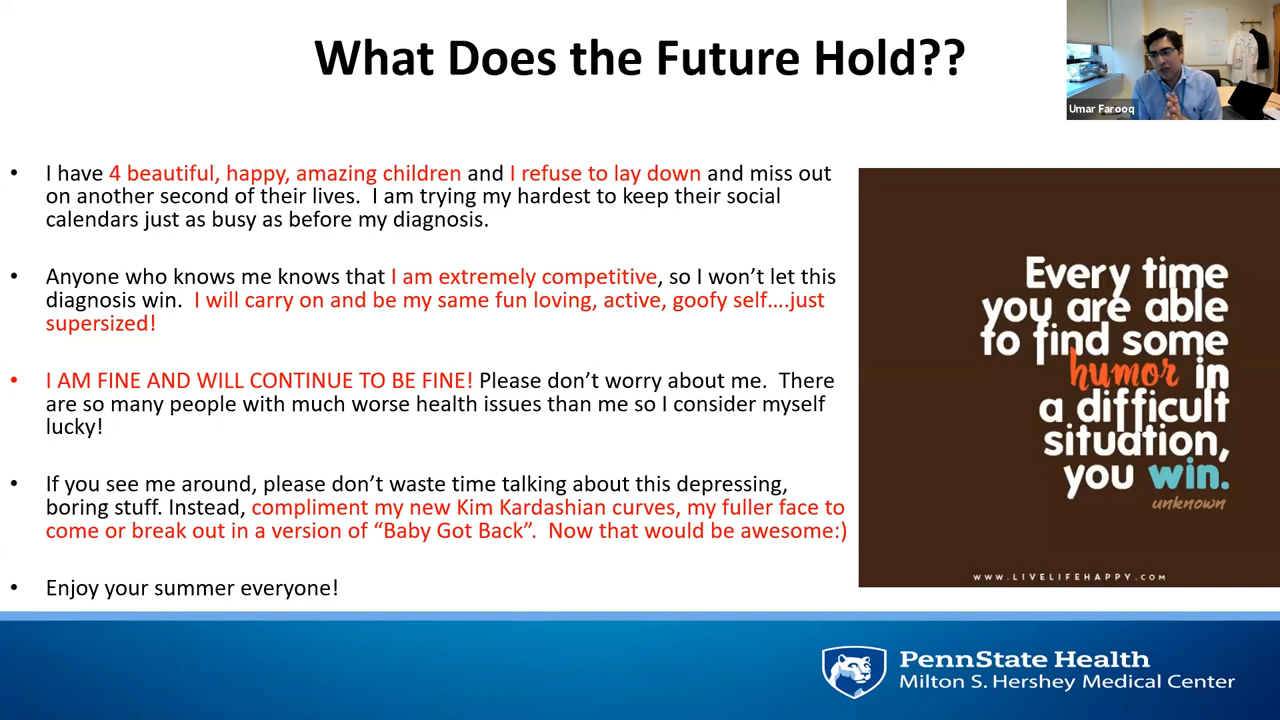 What Does the Future Hold??
Umar Farooq
• I have 4 beautiful, happy, amazing children and I refuse to lay down and miss out
on another second of their lives. I am trying my hardest to keep their social
calendars just as busy as before my diagnosis.
• Anyone who knows me knows that I am extremely competitive, so I won’t let this
diagnosis win. I will carry on and be my same fun loving, active, goofy self….just
supersized!
• I AM FINE AND WILL CONTINUE TO BE FINE! Please don’t worry about me. There
are so many people with much worse health issues than me so I consider myself
lucky!
• If you see me around, please don’t waste time talking about this depressing,
boring stuff. Instead, compliment my new Kim Kardashian curves, my fuller face to
come or break out in a version of “Baby Got Back”. Now that would be awesome:)
• Enjoy your summer everyone!
Every time
you are able
to find some
humor in
a difficult
situation,
you win.
unknown
WWW.LIVELIFEHAPPY.COM
PennState Health
Milton S. Hershey Medical Center